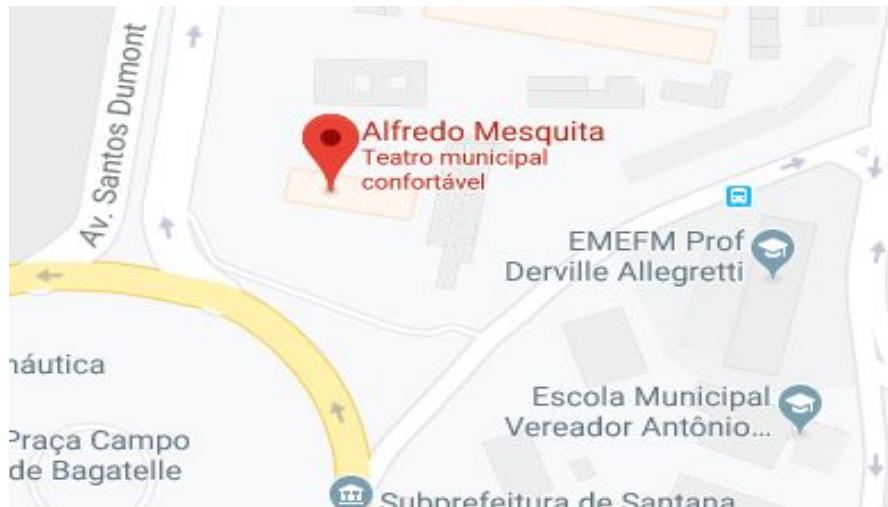 Av. Santos Dumont
Alfredo Mesquita
Teatro municipal
confortável
EMEFM Prof
Derville Allegretti
náutica
Escola Municipal
Vereador Antônio...
Praça Campo
de Bagatelle
Subprefeitura de Santana